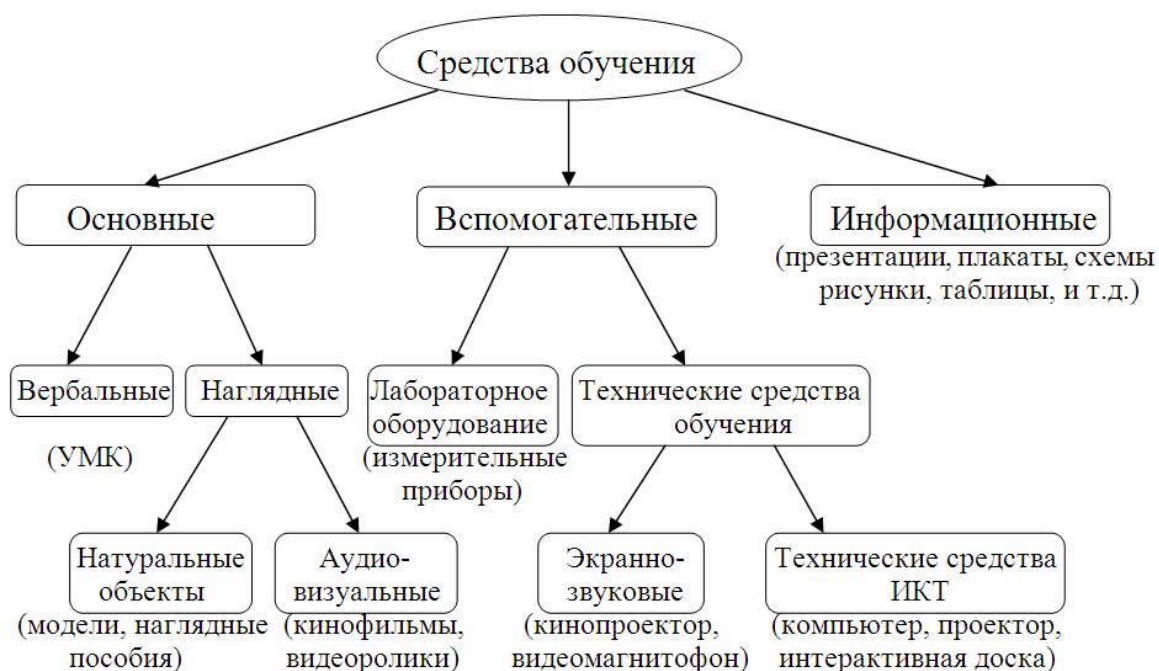 Средства обучения
Основные
Вспомогательные
Информационные
(презентации, плакаты, схемы
рисунки, таблицы, и т.д.)
Вербальные
(УМК)
Наглядные
Лабораторное
оборудование
(измерительные
приборы)
Технические средства
обучения
Натуральные
объекты
(модели, наглядные
пособия)
Аудио-
визуальные
(кинофильмы,
видеоролики)
Экранно-
звуковые
(кинопроектор,
видеомагнитофон)
Технические средства
ИКТ
(компьютер, проектор,
интерактивная доска)